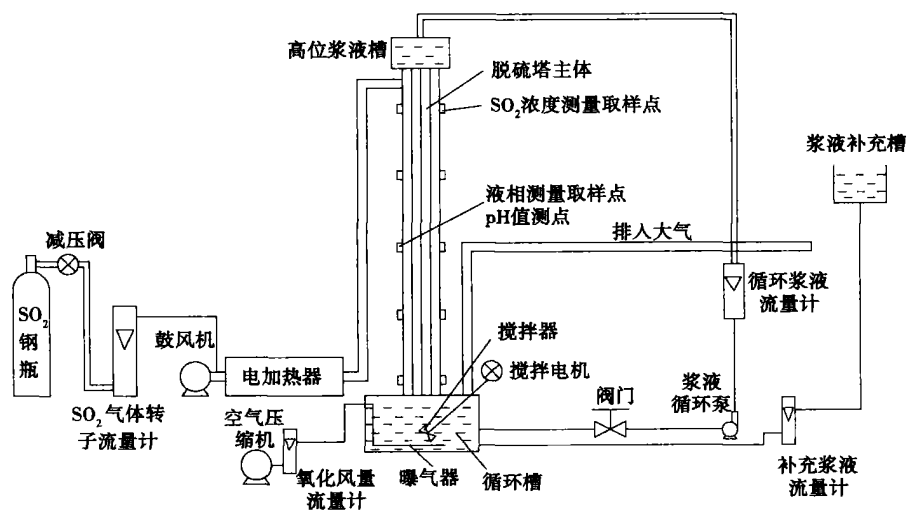 高位浆液槽
脱硫塔主体
SO₂浓度测量取样点
浆液补充槽
液相测量取样点
pH值测点
排入大气
减压阀
SO₂
钢
瓶
鼓风机
电加热器
循环浆液
流量计
搅拌器
搅拌电机
阀门
浆液
循环泵
SO₂气体转
子流量计
空气压
缩机
氧化风量
流量计
曝气器
循环槽
补充浆液
流量计